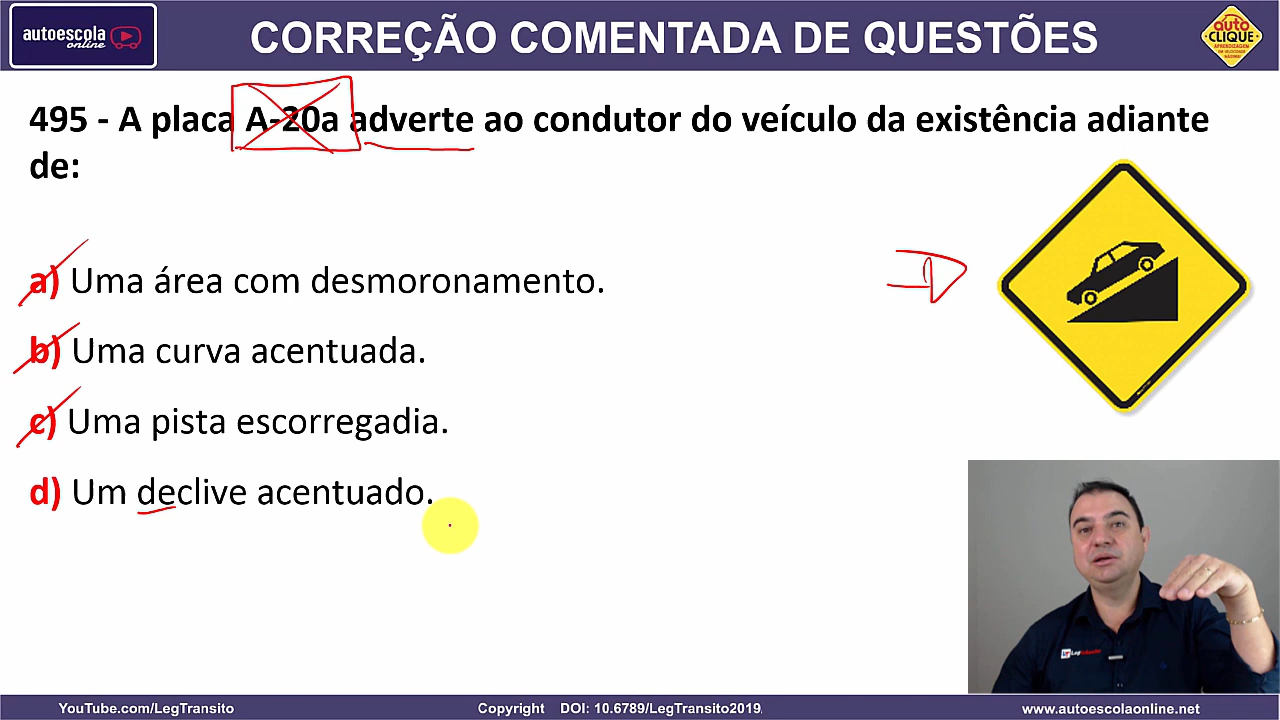 autoescola
online
CORREÇÃO COMENTADA DE QUESTÕES
auto
CLIQUE
495 - A placa A-20a adverte ao condutor do veículo da existência adiante
de:
a) Uma área com desmoronamento.
b) Uma curva acentuada.
c) Uma pista escorregadia.
d) Um declive acentuado.
YouTube.com/LegTransito
Copyright DOI: 10.6789/LegTransito2019
www.autoescolaonline.net